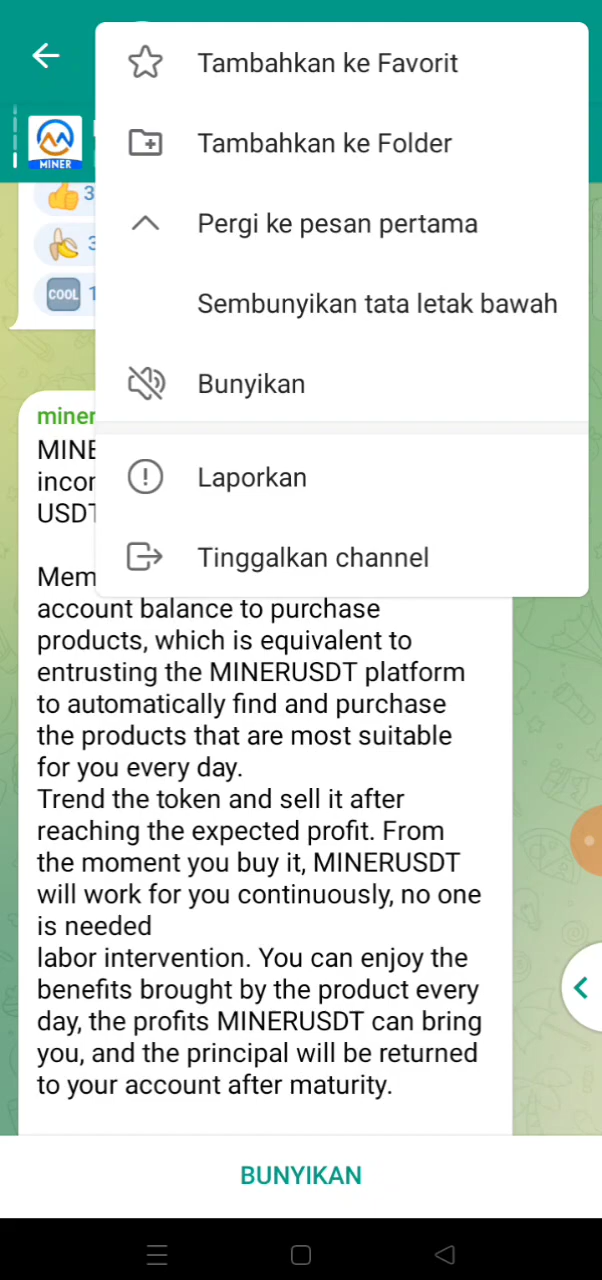 Tambahkan ke Favorit
MINER
Tambahkan ke Folder
3
Pergi ke pesan pertama
3
COOL 1
Sembunyikan tata letak bawah
Bunyikan
Laporkan
Tinggalkan channel
account balance to purchase
products, which is equivalent to
entrusting the MINERUSDT platform
to automatically find and purchase
the products that are most suitable
for you every day.
Trend the token and sell it after
reaching the expected profit. From
the moment you buy it, MINERUSDT
will work for you continuously, no one
is needed
labor intervention. You can enjoy the
benefits brought by the product every
day, the profits MINERUSDT can bring
you, and the principal will be returned
to your account after maturity.
BUNYIKAN